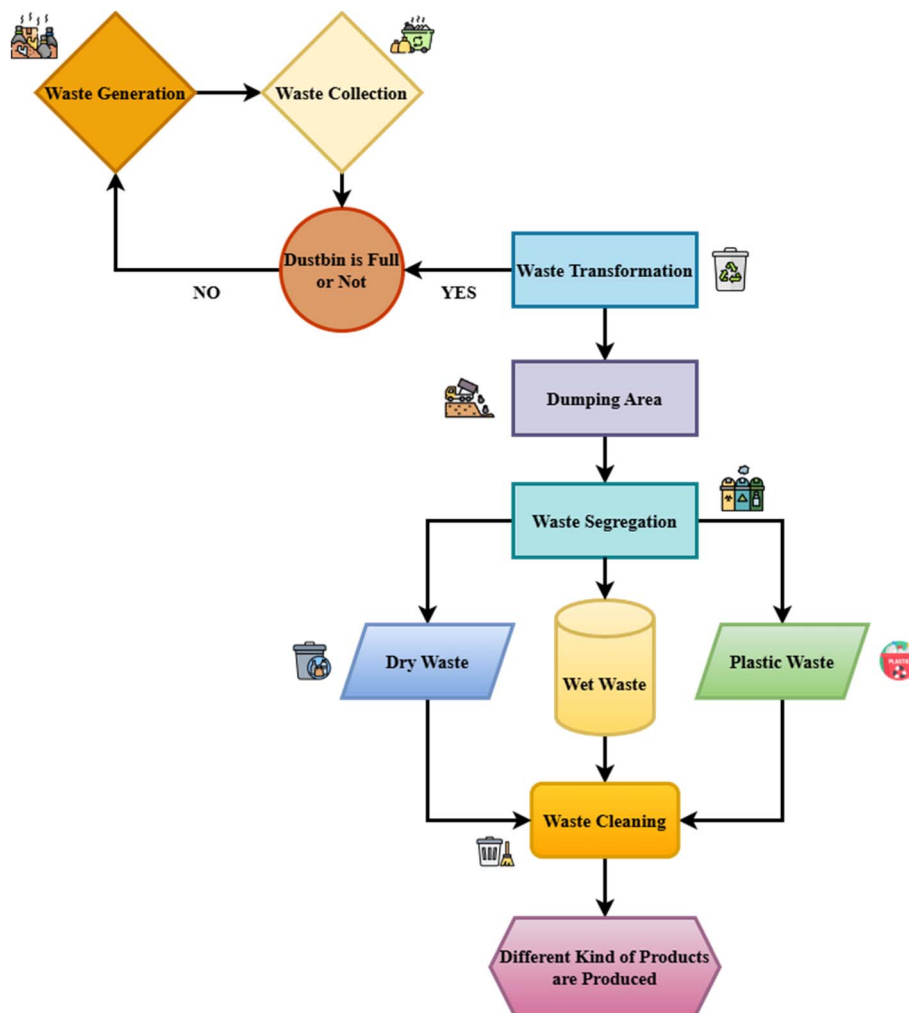 Waste Generation
Waste Collection
Dustbin is Full
or Not
NO
YES
Waste Transformation
Dumping Area
Waste Segregation
Dry Waste
Wet Waste
Plastic Waste
PLASTIC
Waste Cleaning
Different Kind of Products
are Produced